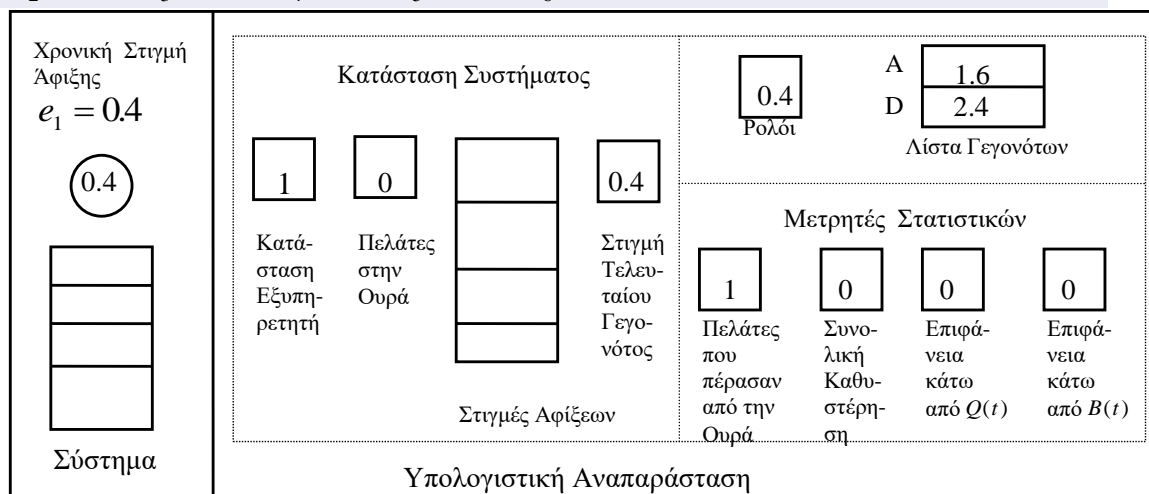 Χρονική Στιγμή
Άφιξης
e₁ = 0.4
0.4
Σύστημα
Κατάσταση Συστήματος
1
Κατά-
σταση
Εξυπη-
ρετητή
0
Πελάτες
στην
Ουρά
Στιγμές Αφίξεων
0.4
Στιγμή
Τελευ-
ταίου
Γεγο-
νότος
0.4
Ρολόι
A 1.6
D 2.4
Λίστα Γεγονότων
Μετρητές Στατιστικών
1
Πελάτες
που
πέρασαν
από την
Ουρά
0
Συνο-
λική
Καθυ-
στέρη-
ση
0
Επιφά-
νεια
κάτω
από Q(t)
0
Επιφά-
νεια
κάτω
από B(t)
Υπολογιστική Αναπαράσταση